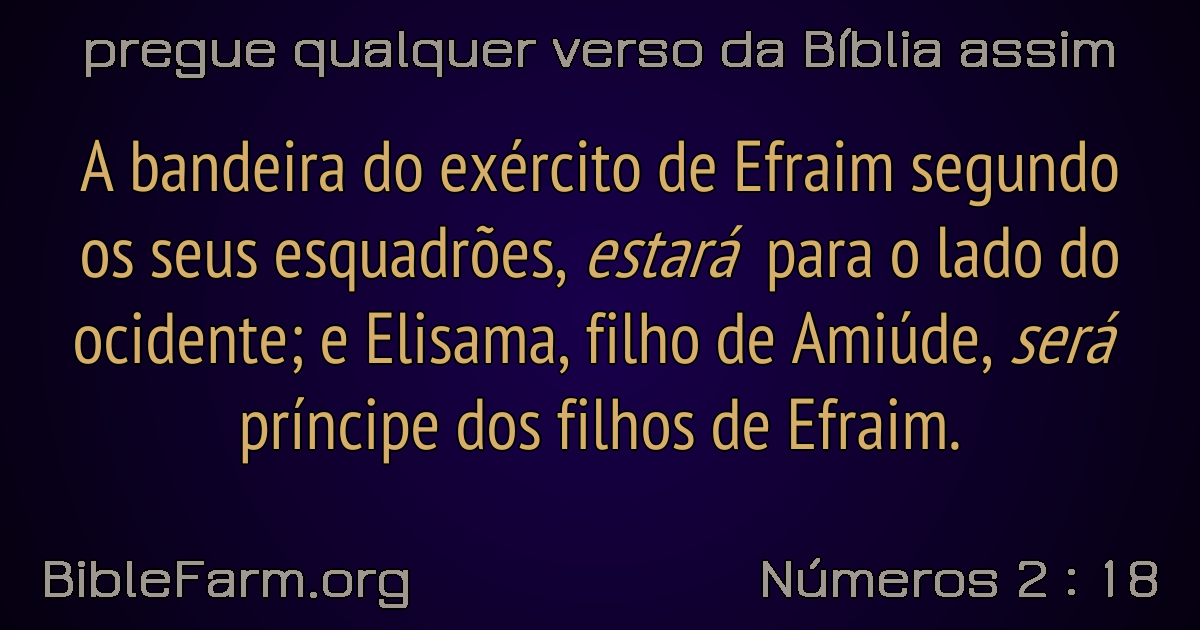 pregue qualquer verso da Bíblia assim
A bandeira do exército de Efraim segundo
os seus esquadrões, estará para o lado do
ocidente; e Elisama, filho de Amiúde, será
príncipe dos filhos de Efraim.
BibleFarm.org
Números 2 : 18